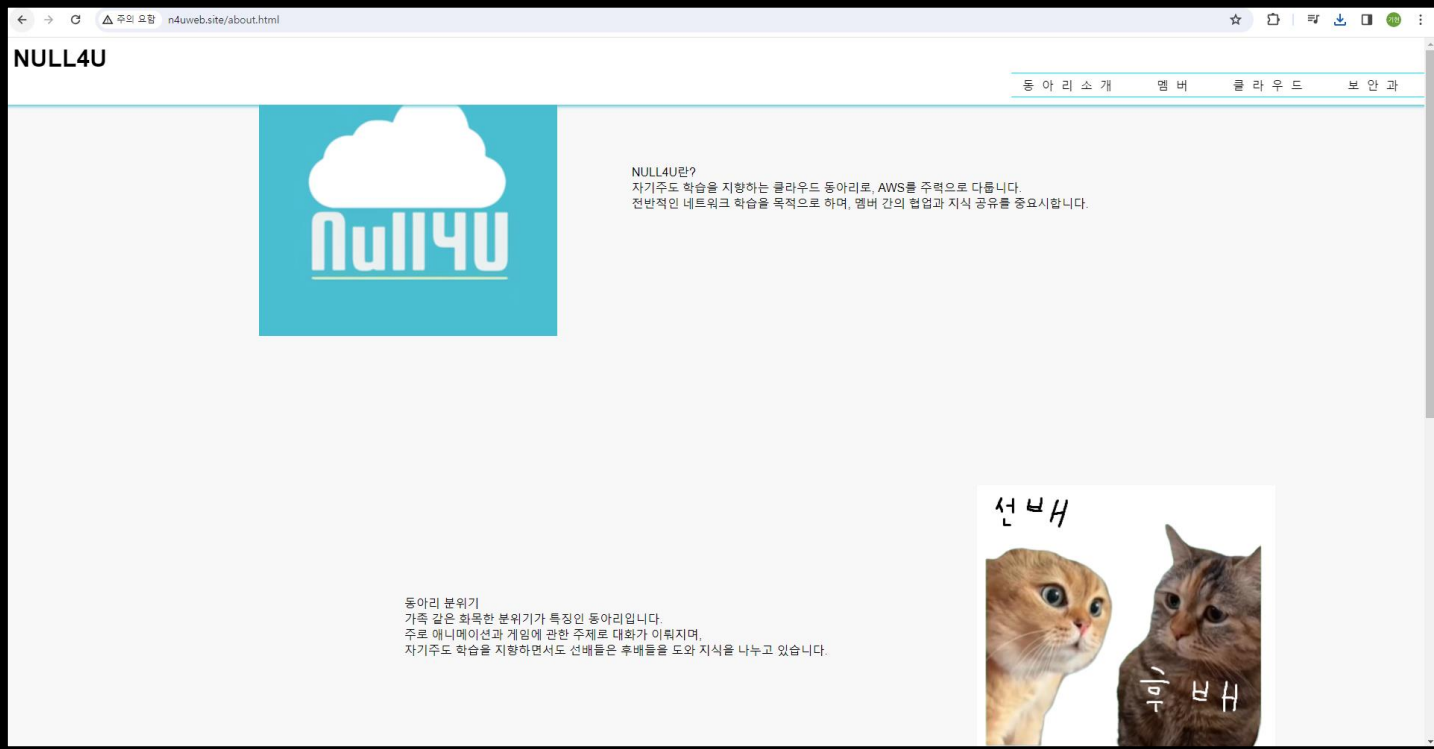 주의 요함 n4uweb.site/about.html
기현
NULL4U
동아리소개 멤버 클라우드 보안과
Null4U
NULL4U란?
자기주도 학습을 지향하는 클라우드 동아리로, AWS를 주력으로 다룹니다.
전반적인 네트워크 학습을 목적으로 하며, 멤버 간의 협업과 지식 공유를 중요시합니다.
선배
후배
동아리 분위기
가족 같은 화목한 분위기가 특징인 동아리입니다.
주로 애니메이션과 게임에 관한 주제로 대화가 이뤄지며,
자기주도 학습을 지향하면서도 선배들은 후배들을 도와 지식을 나누고 있습니다.